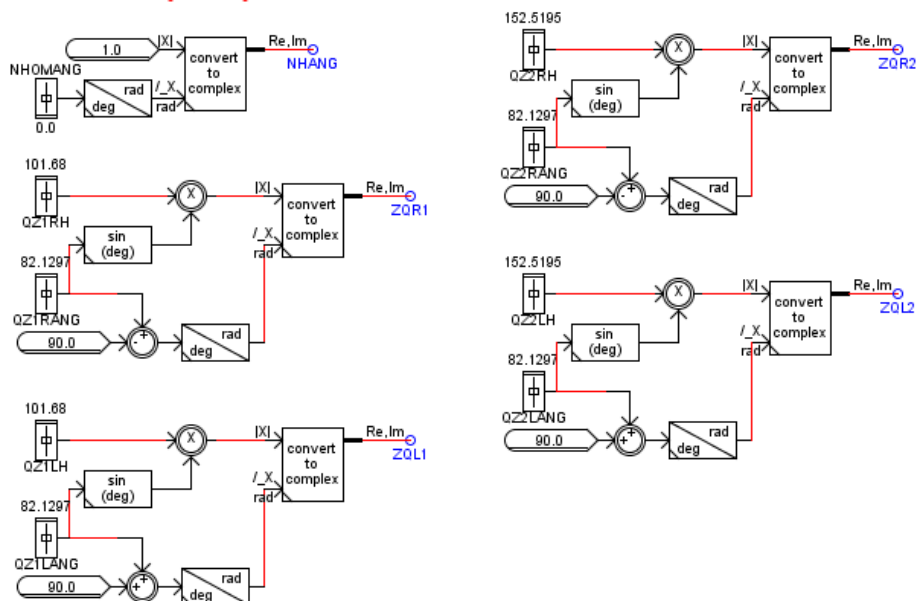 1.0
|X|
convert
to
complex
Re,Im
NHANG
NHOMANG
0.0
rad
deg
/_X
rad
101.68
QZ1RH
X
|X|
convert
to
complex
Re,Im
ZQR1
sin
(deg)
/_X
rad
82.1297
QZ1RANG
90.0
- +
rad
deg
101.68
QZ1LH
X
|X|
convert
to
complex
Re,Im
ZQL1
sin
(deg)
/_X
rad
82.1297
QZ1LANG
90.0
+ +
rad
deg
152.5195
QZ2RH
X
|X|
convert
to
complex
Re,Im
ZQR2
sin
(deg)
/_X
rad
82.1297
QZ2RANG
90.0
- +
rad
deg
152.5195
QZ2LH
X
|X|
convert
to
complex
Re,Im
ZQL2
sin
(deg)
/_X
rad
82.1297
QZ2LANG
90.0
+ +
rad
deg